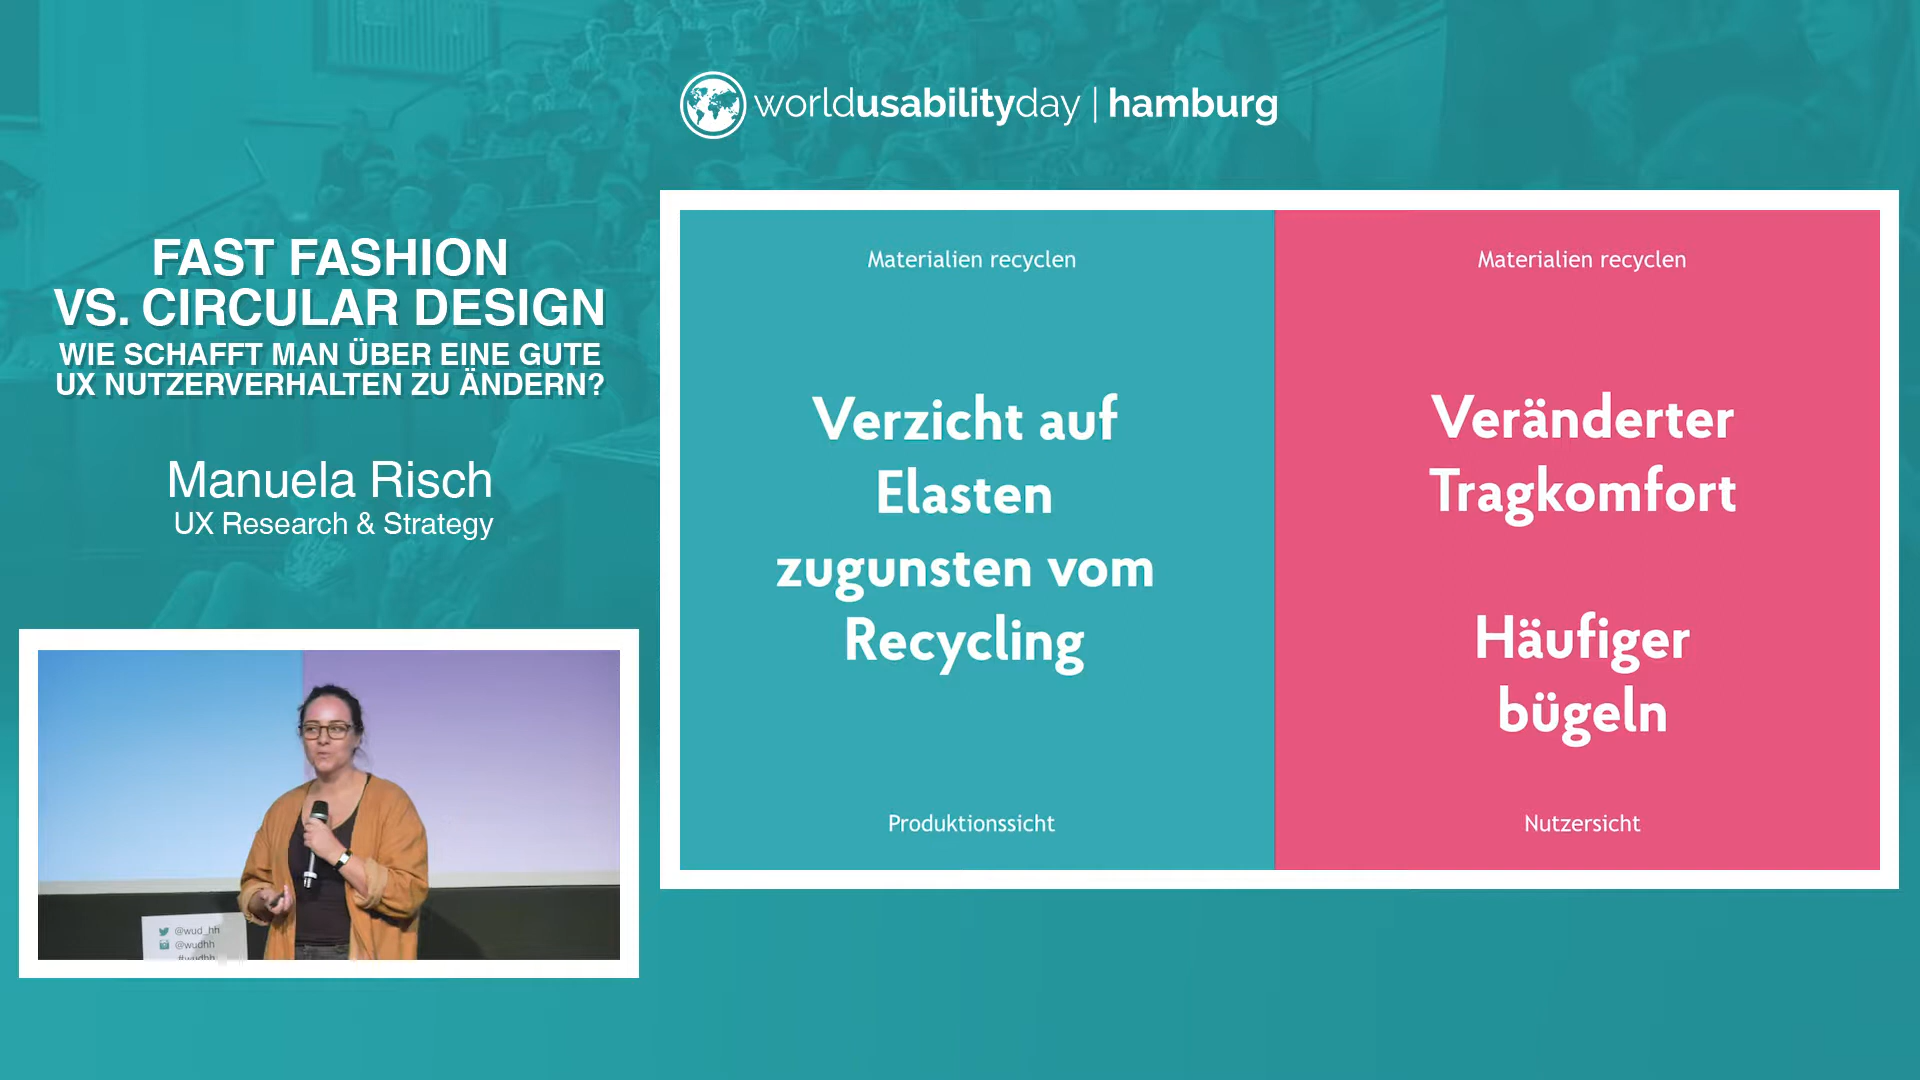 worldusabilityday | hamburg
FAST FASHION
VS. CIRCULAR DESIGN
WIE SCHAFFT MAN ÜBER EINE GUTE
UX NUTZERVERHALTEN ZU ÄNDERN?
Manuela Risch
UX Research & Strategy
Materialien recyclen
Verzicht auf
Elasten
zugunsten vom
Recycling
Produktionssicht
Materialien recyclen
Veränderter
Tragkomfort
Häufiger
bügeln
Nutzersicht
@wud_hh
@wudhh
#wudhh